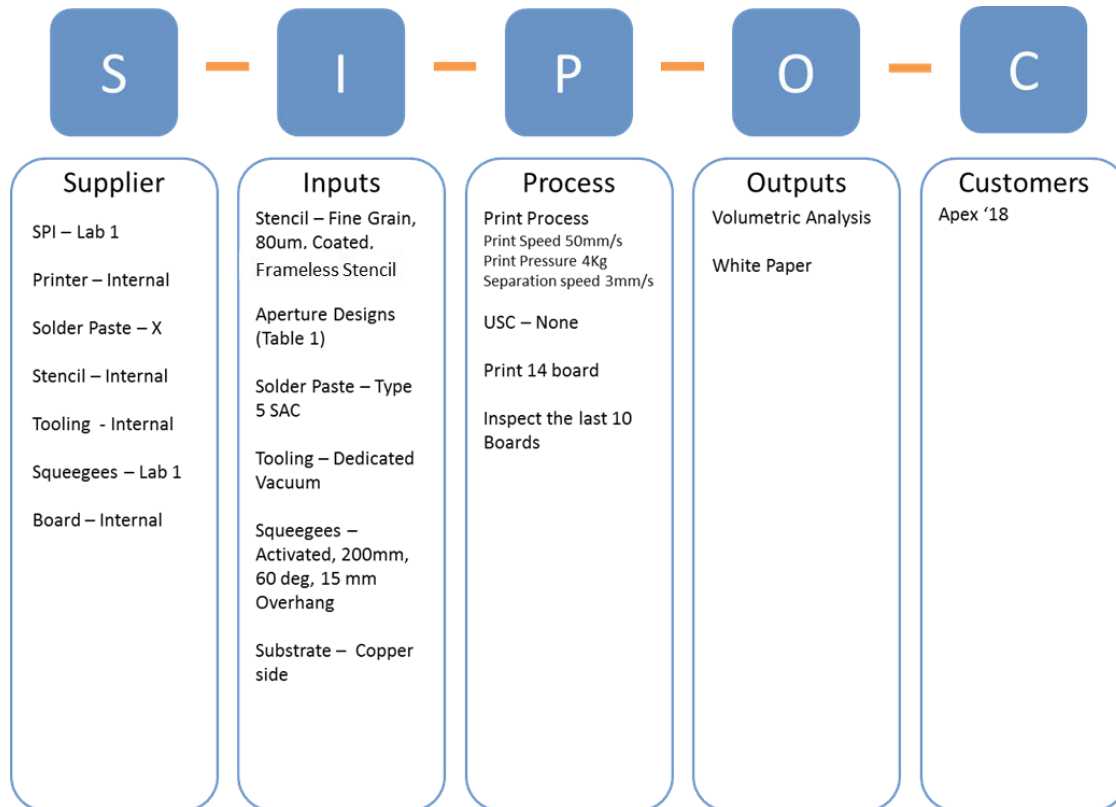 S
I
P
O
C
Supplier
SPI – Lab 1
Printer – Internal
Solder Paste – X
Stencil – Internal
Tooling - Internal
Squeegees – Lab 1
Board – Internal
Inputs
Stencil – Fine Grain,
80um, Coated,
Frameless Stencil
Aperture Designs
(Table 1)
Solder Paste – Type
5 SAC
Tooling – Dedicated
Vacuum
Squeegees –
Activated, 200mm,
60 deg, 15 mm
Overhang
Substrate – Copper
side
Process
Print Process
Print Speed 50mm/s
Print Pressure 4Kg
Separation speed 3mm/s
USC – None
Print 14 board
Inspect the last 10
Boards
Outputs
Volumetric Analysis
White Paper
Customers
Apex ‘18